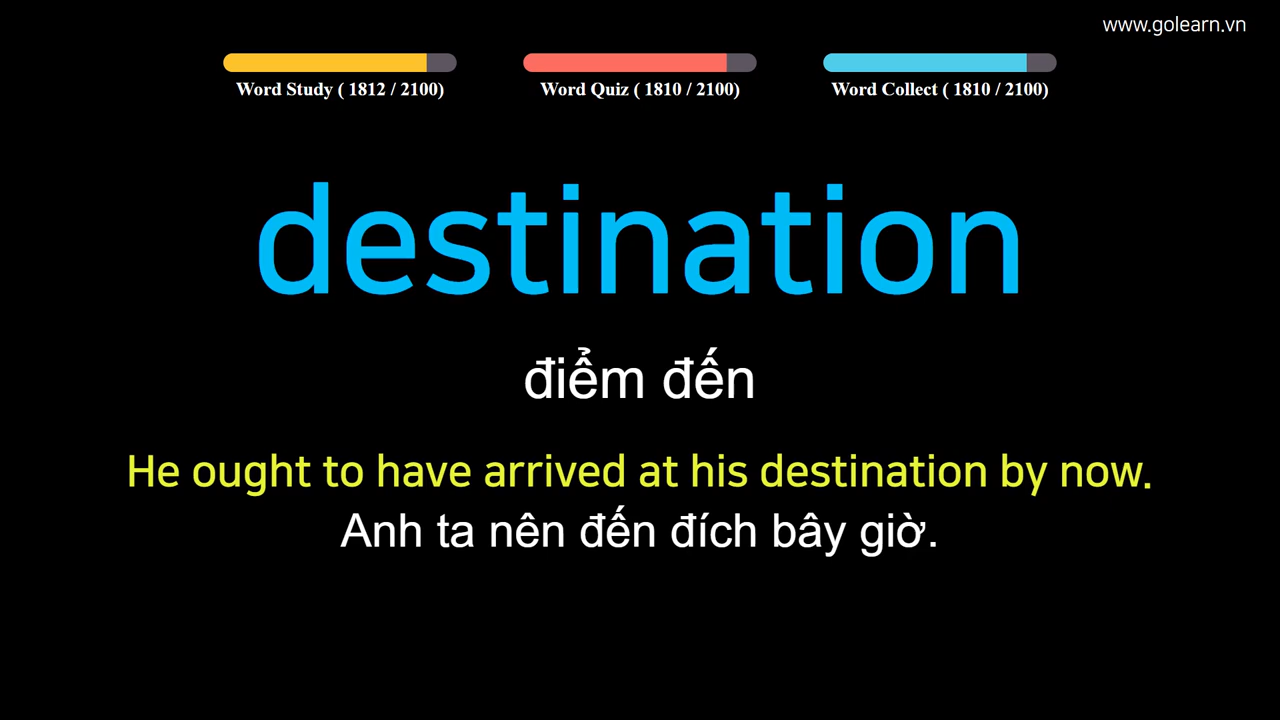 www.golearn.vn
Word Study ( 1812 / 2100) Word Quiz ( 1810 / 2100) Word Collect ( 1810 / 2100)
destination
điểm đến
He ought to have arrived at his destination by now.
Anh ta nên đến đích bây giờ.